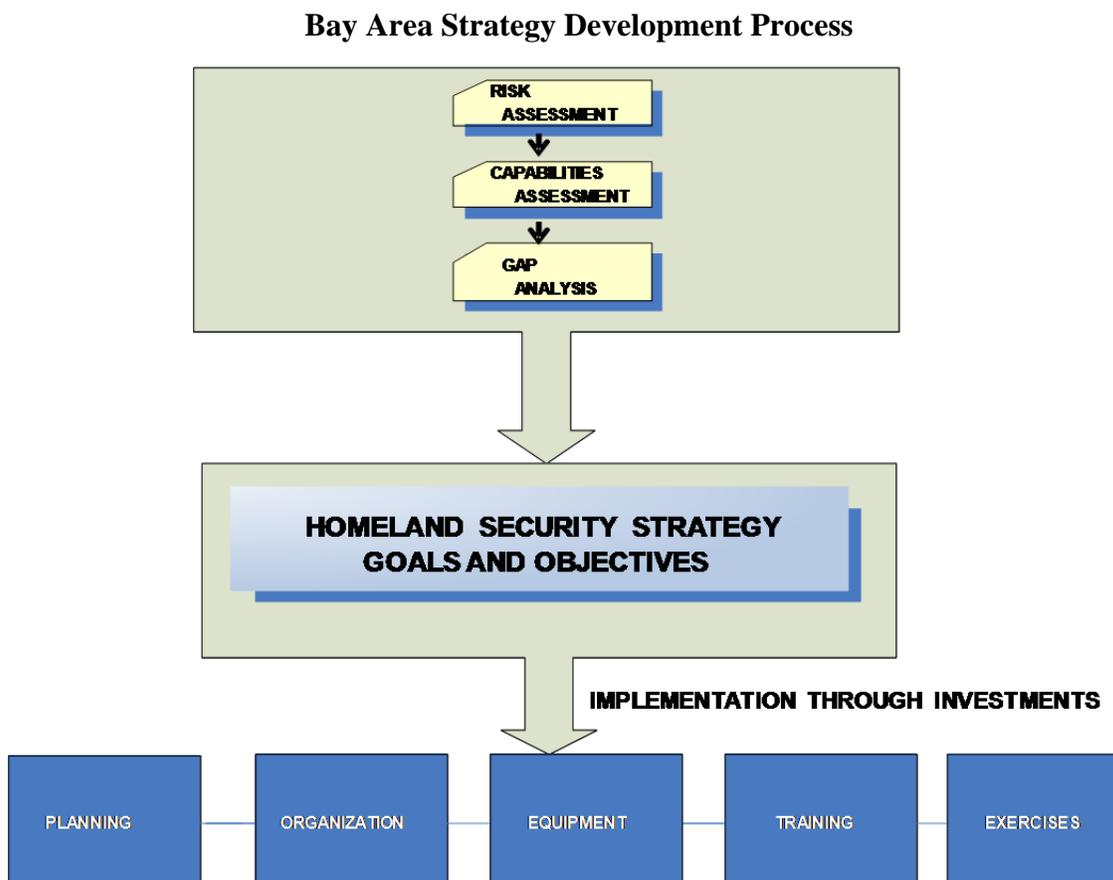 Bay Area Strategy Development Process
RISK
ASSESSMENT
CAPABILITIES
ASSESSMENT
GAP
ANALYSIS
HOMELAND SECURITY STRATEGY
GOALS AND OBJECTIVES
IMPLEMENTATION THROUGH INVESTMENTS
PLANNING
ORGANIZATION
EQUIPMENT
TRAINING
EXERCISES